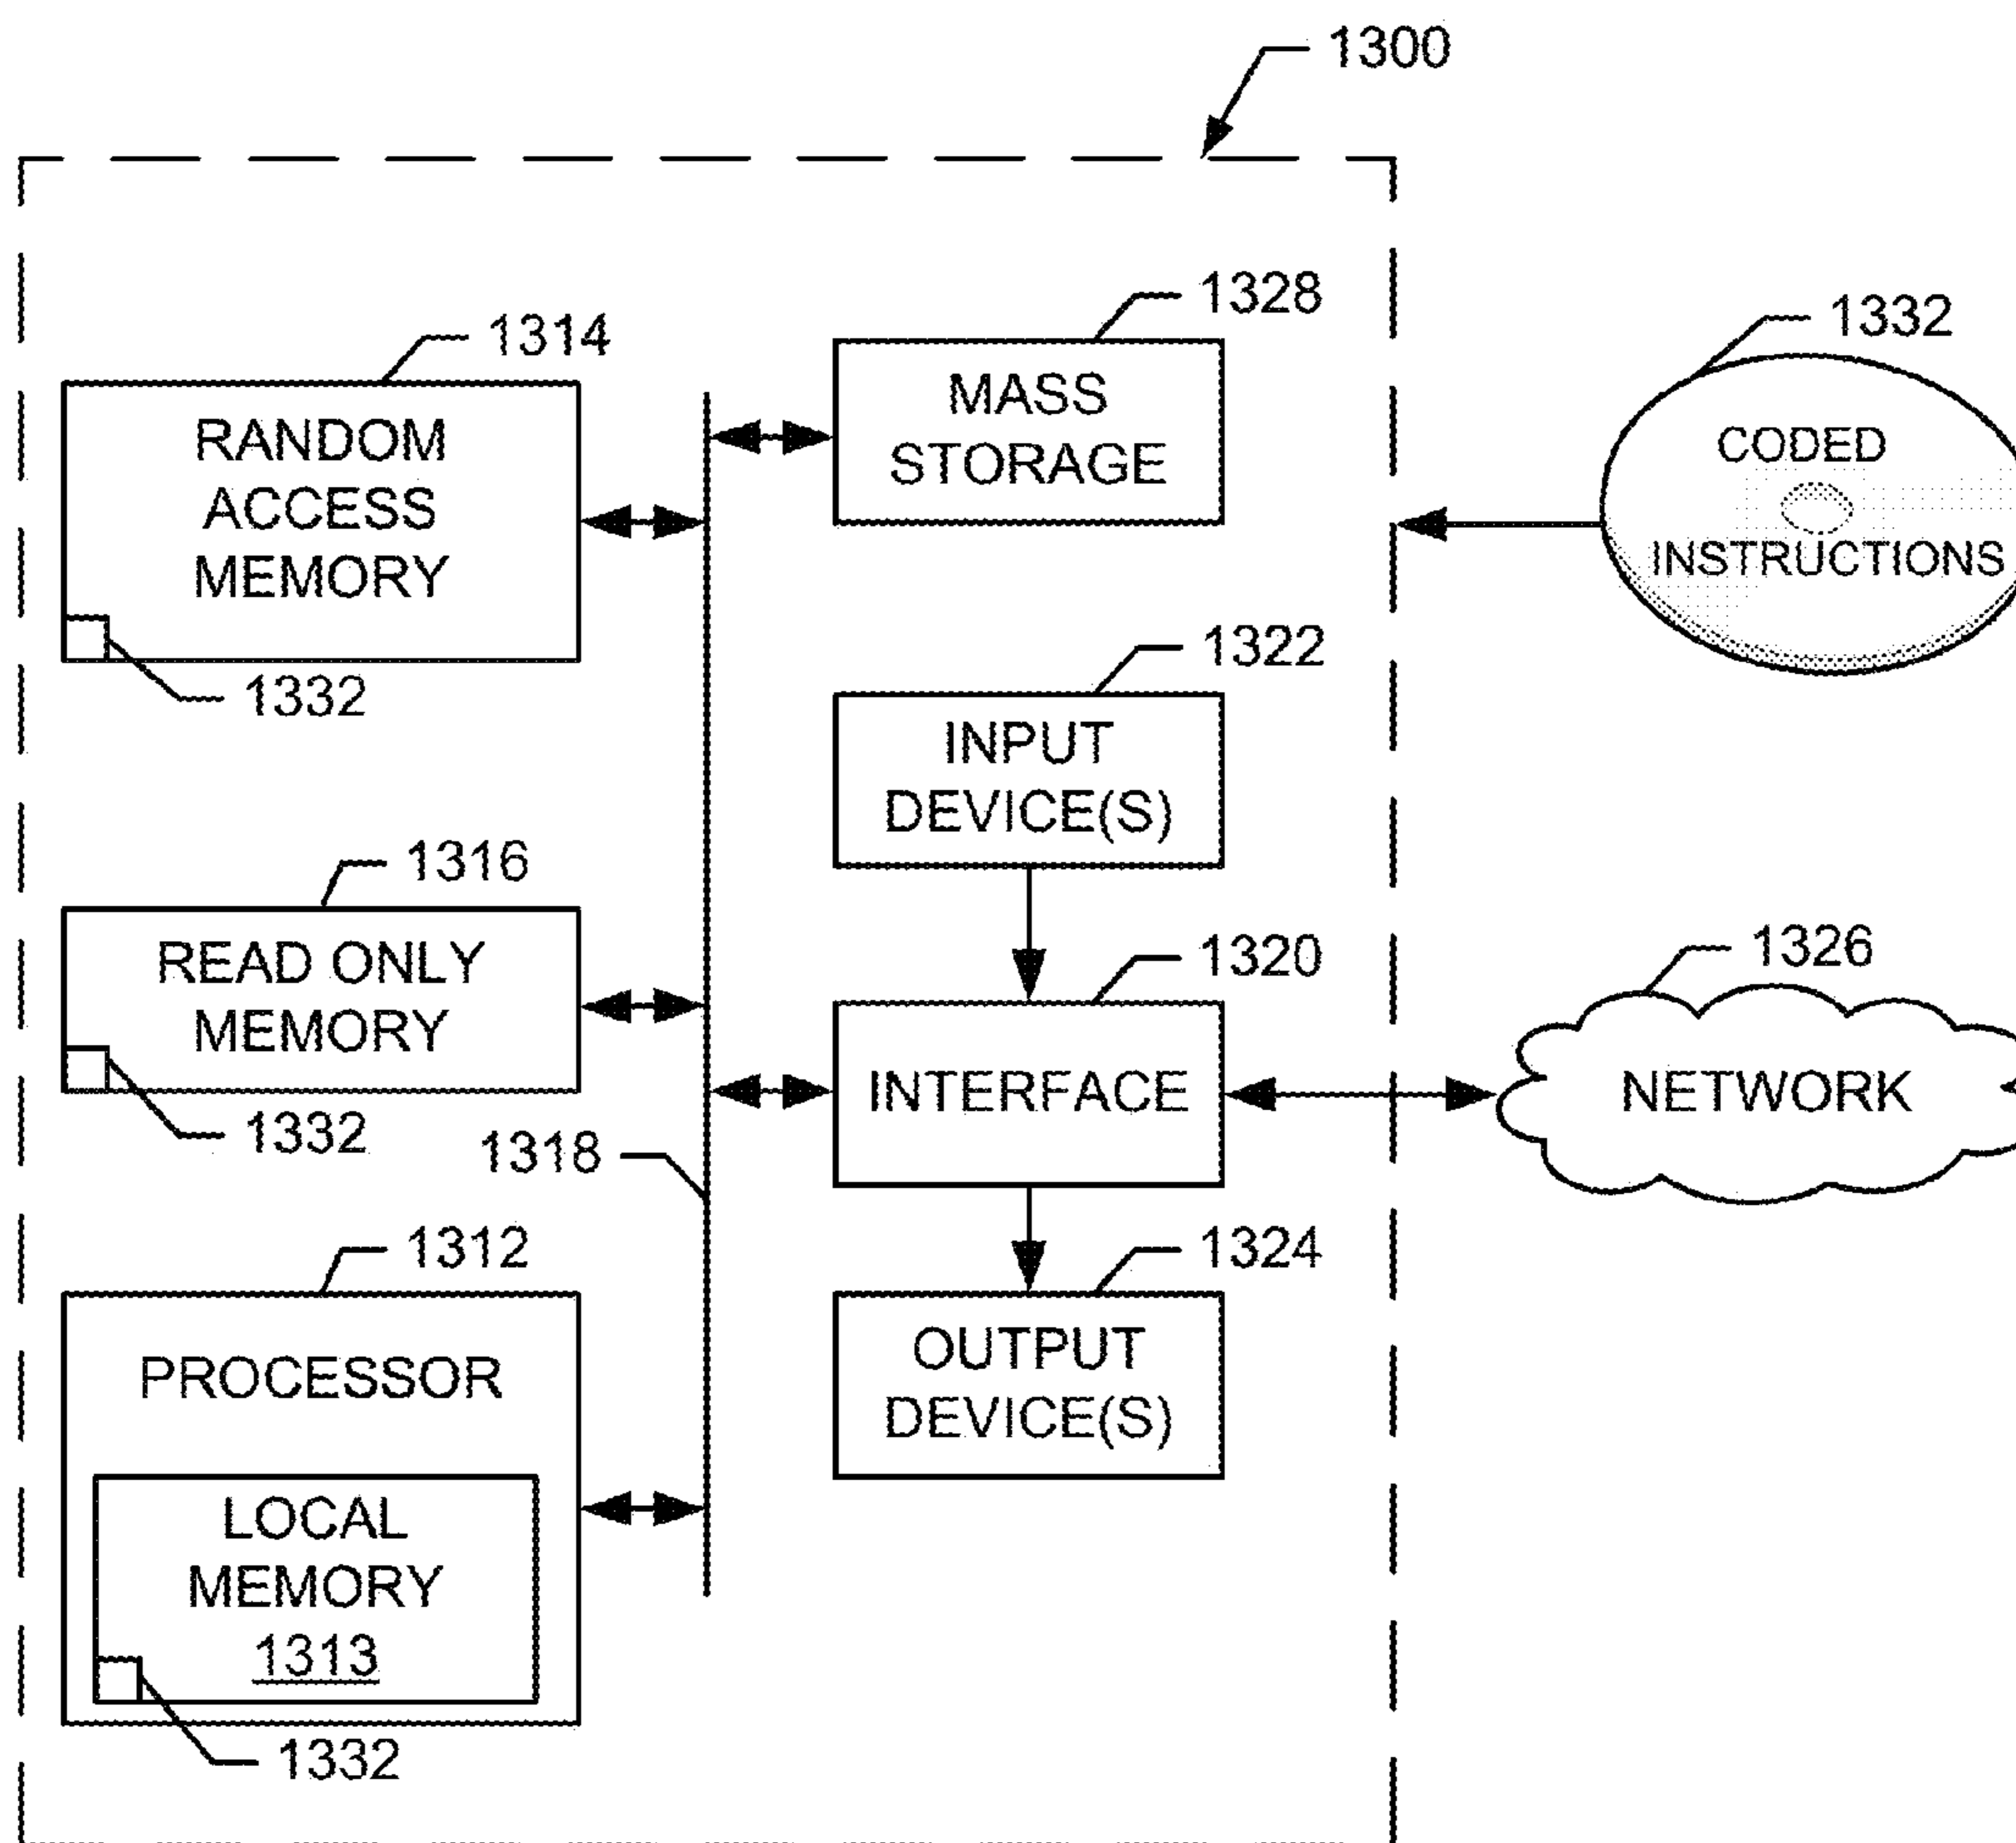 1300
1328
1314
1332
MASS
STORAGE
RANDOM
ACCESS
MEMORY
CODED
INSTRUCTIONS
1332
1322
INPUT
DEVICE(S)
1316
READ ONLY
MEMORY
1332
1320
1326
INTERFACE
NETWORK
1318
1312
1324
PROCESSOR
OUTPUT
DEVICE(S)
LOCAL
MEMORY
1313
1332